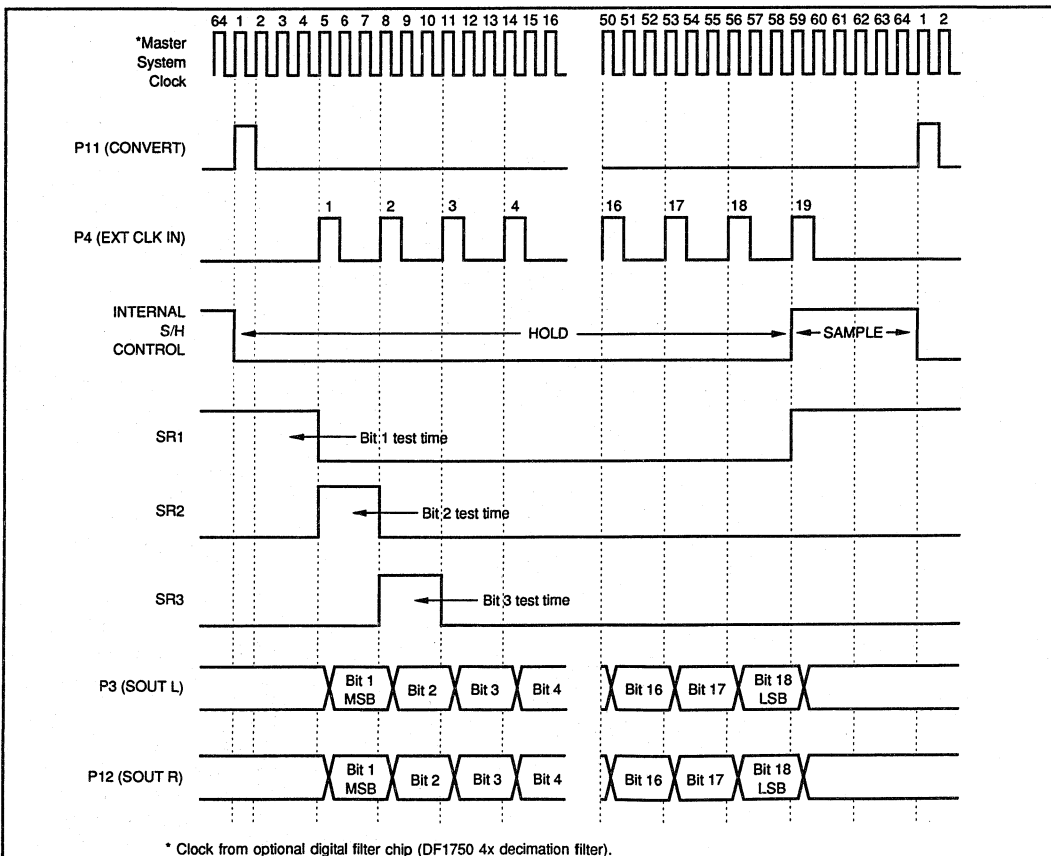 64 1 2 3 4 5 6 7 8 9 10 11 12 13 14 15 16 50 51 52 53 54 55 56 57 58 59 60 61 62 63 64 1 2
*Master
System
Clock
P11 (CONVERT)
1 2 3 4 16 17 18 19
P4 (EXT CLK IN)
INTERNAL
S/H
CONTROL
HOLD
SAMPLE
SR1
Bit 1 test time
SR2
Bit 2 test time
SR3
Bit 3 test time
P3 (SOUT L)
Bit 1
MSB
Bit 2
Bit 3
Bit 4
Bit 16
Bit 17
Bit 18
LSB
P12 (SOUT R)
Bit 1
MSB
Bit 2
Bit 3
Bit 4
Bit 16
Bit 17
Bit 18
LSB
* Clock from optional digital filter chip (DF1750 4x decimation filter).